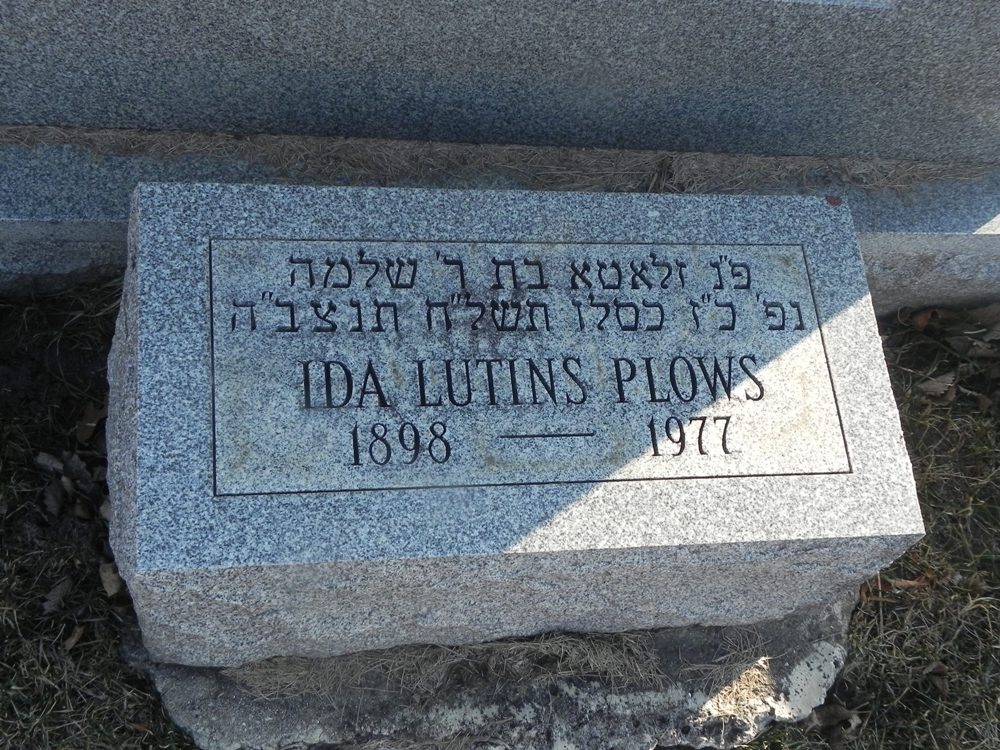 פ"נ זלאטא בת ר' שלמה
נפ' כ"ז כסלו תשל"ח תנצב"ה
IDA LUTINS PLOWS
1898 — 1977